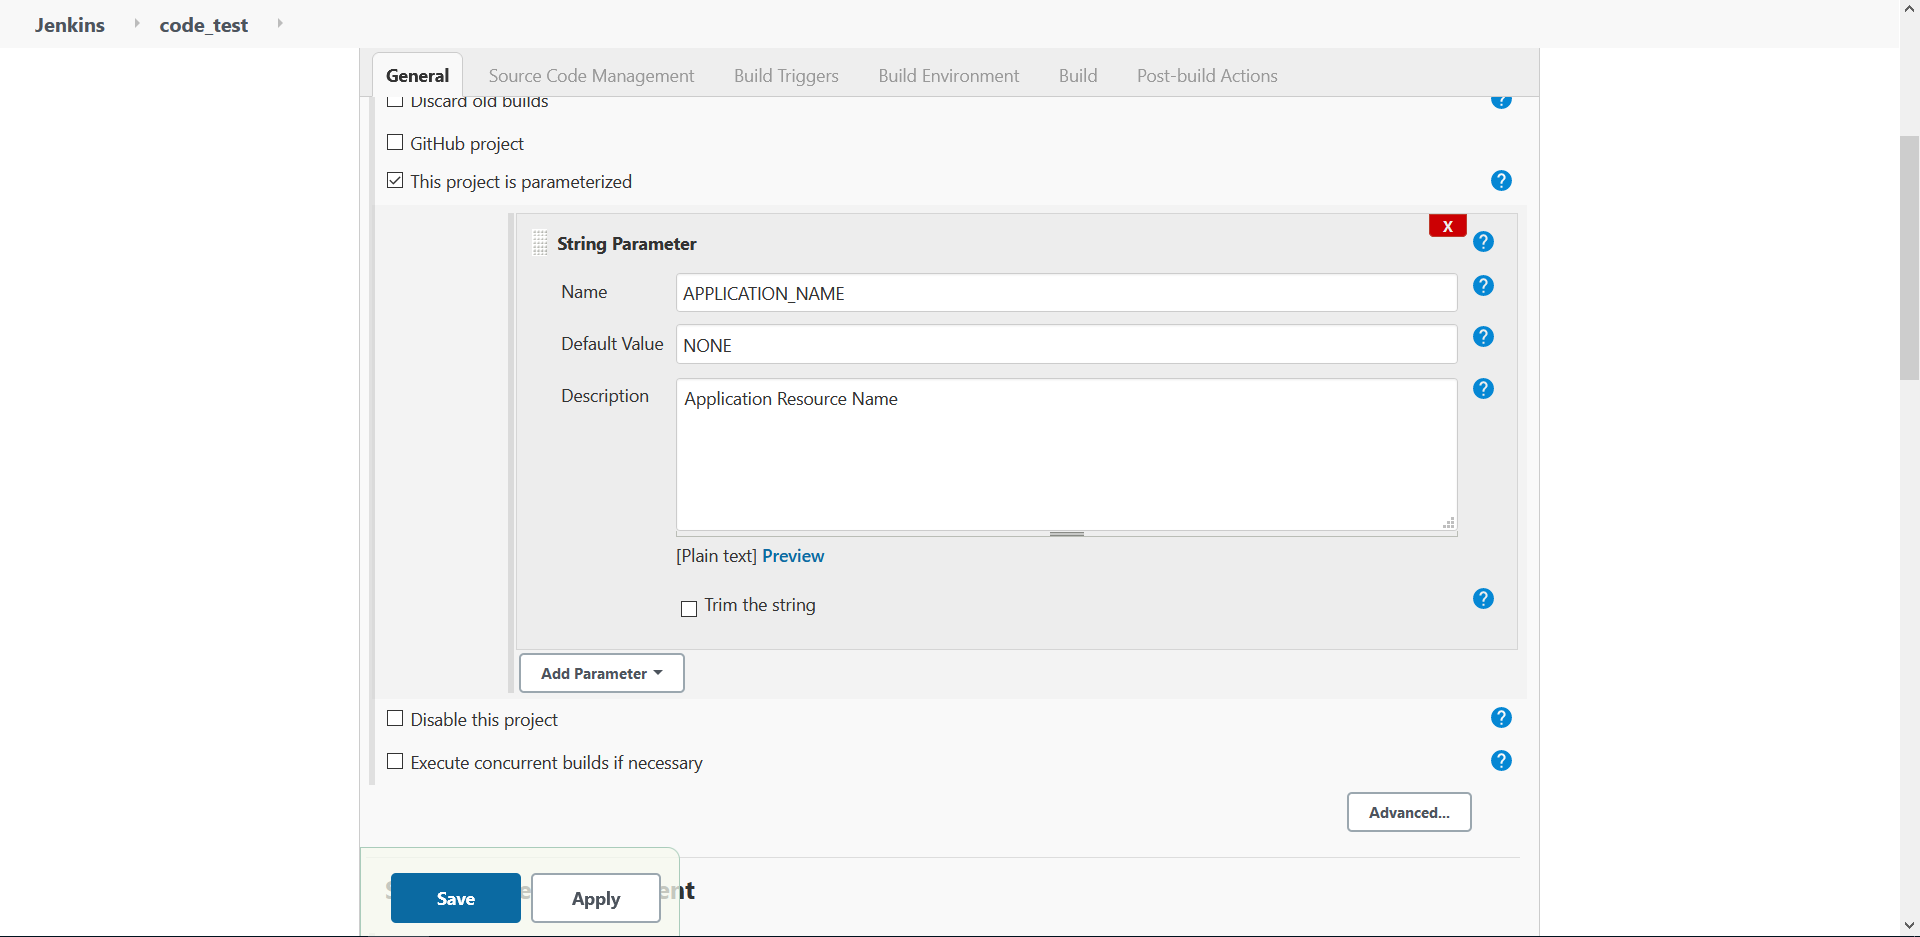 Jenkins code_test
General Source Code Management Build Triggers Build Environment Build Post-build Actions
Discard old builds
GitHub project
This project is parameterized
X
String Parameter
Name APPLICATION_NAME
Default Value NONE
Description Application Resource Name
[Plain text] Preview
Trim the string
Add Parameter
Disable this project
Execute concurrent builds if necessary
Advanced...
Save Apply